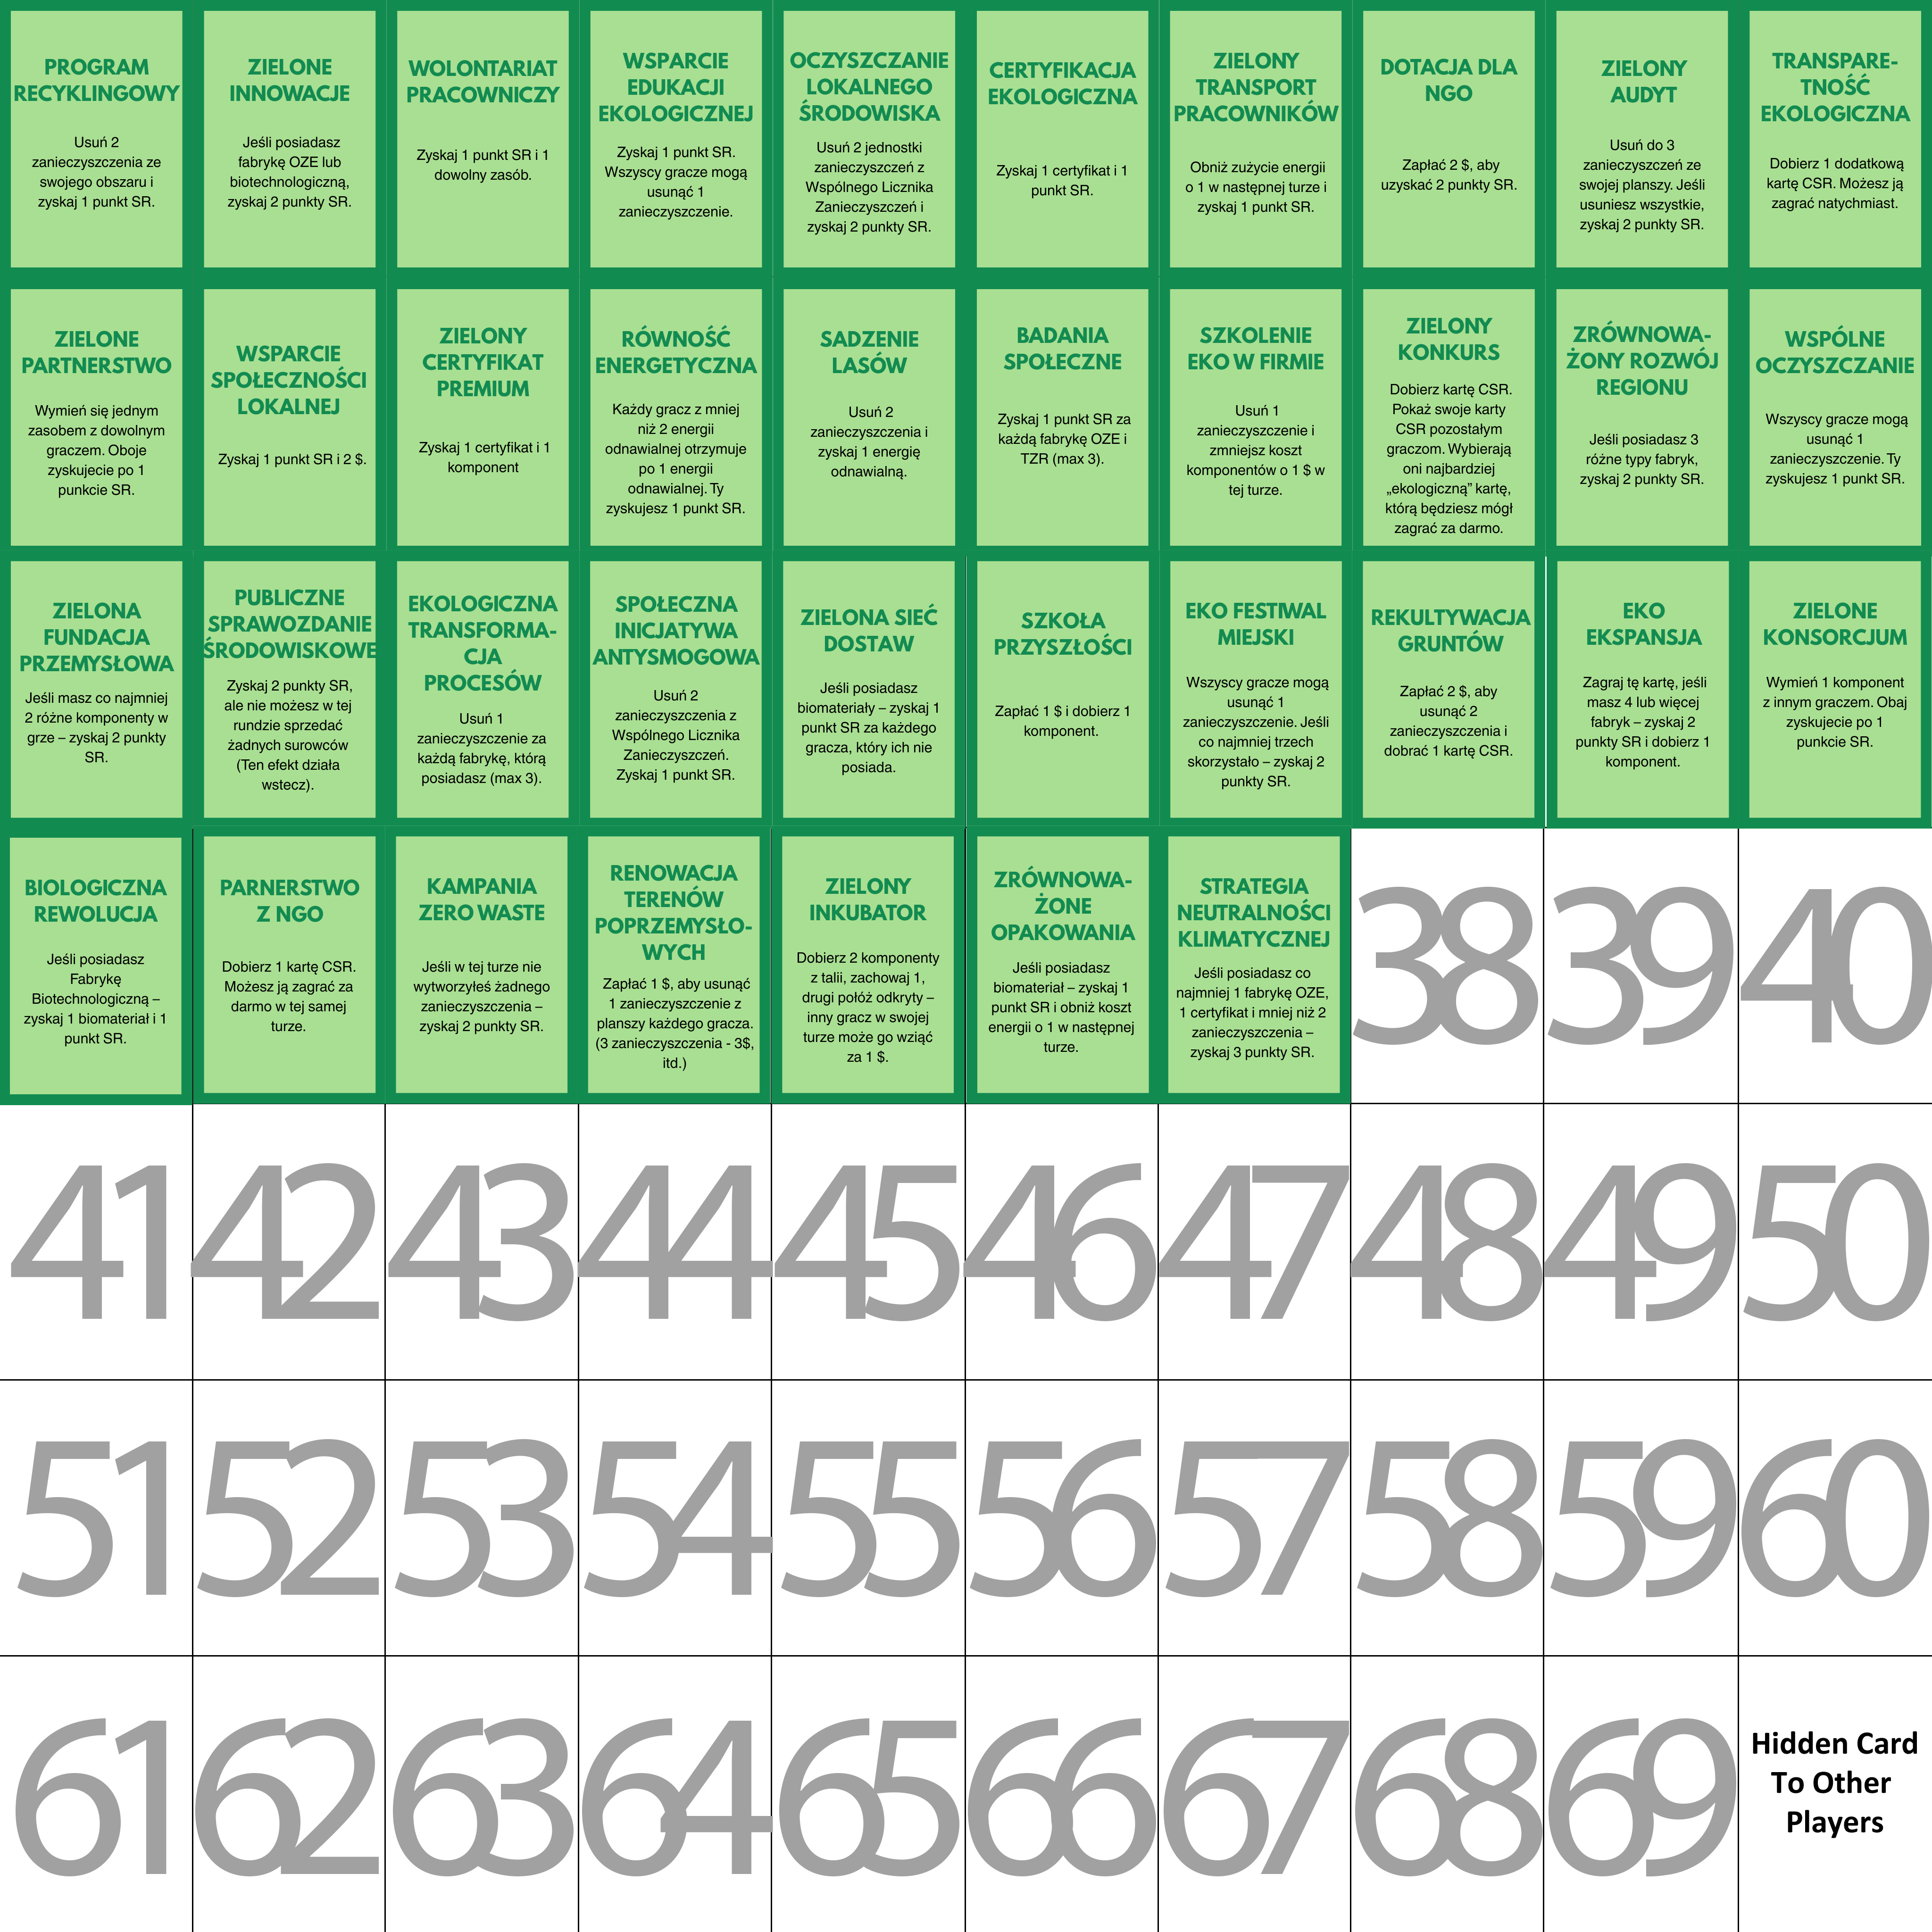 PROGRAM
RECYKLINGOWY
Usuń 2
zanieczyszczenia ze
swojego obszaru i
zyskaj 1 punkt SR.
ZIELONE
INNOWACJE
Jeśli posiadasz
fabrykę OZE lub
biotechnologiczną,
zyskaj 2 punkty SR.
WOLONTARIAT
PRACOWNICZY
Zyskaj 1 punkt SR i 1
dowolny zasób.
WSPARCIE
EDUKACJI
EKOLOGICZNEJ
Zyskaj 1 punkt SR.
Wszyscy gracze mogą
usunąć 1
zanieczyszczenie.
OCZYSZCZANIE
LOKALNEGO
ŚRODOWISKA
Usuń 2 jednostki
zanieczyszczeń z
Wspólnego Licznika
Zanieczyszczeń i
zyskaj 2 punkty SR.
CERTYFIKACJA
EKOLOGICZNA
Zyskaj 1 certyfikat i 1
punkt SR.
ZIELONY
TRANSPORT
PRACOWNIKÓW
Obniż zużycie energii
o 1 w następnej turze i
zyskaj 1 punkt SR.
DOTACJA DLA
NGO
Zapłać 2 $, aby
uzyskać 2 punkty SR.
ZIELONY
AUDYT
Usuń do 3
zanieczyszczeń ze
swojej planszy. Jeśli
usuniesz wszystkie,
zyskaj 2 punkty SR.
TRANSPARE-
TNOŚĆ
EKOLOGICZNA
Dobierz 1 dodatkową
kartę CSR. Możesz ją
zagrać natychmiast.
ZIELONE
PARTNERSTWO
Wymień się jednym
zasobem z dowolnym
graczem. Oboje
zyskujecie po 1
punkcie SR.
WSPARCIE
SPOŁECZNOŚCI
LOKALNEJ
Zyskaj 1 punkt SR i 2 $.
ZIELONY
CERTYFIKAT
PREMIUM
Zyskaj 1 certyfikat i 1
komponent
RÓWNOŚĆ
ENERGETYCZNA
Każdy gracz z mniej
niż 2 energii
odnawialnej otrzymuje
po 1 energii
odnawialnej. Ty
zyskujesz 1 punkt SR.
SADZENIE
LASÓW
Usuń 2
zanieczyszczenia i
zyskaj 1 energię
odnawialną.
BADANIA
SPOŁECZNE
Zyskaj 1 punkt SR za
każdą fabrykę OZE i
TZR (max 3).
SZKOLENIE
EKO W FIRMIE
Usuń 1
zanieczyszczenie i
zmniejsz koszt
komponentów o 1 $ w
tej turze.
ZIELONY
KONKURS
Dobierz kartę CSR.
Pokaż swoje karty
CSR pozostałym
graczom. Wybierają
oni najbardziej
„ekologiczną” kartę,
którą będziesz mógł
zagrać za darmo.
ZRÓWNOWA-
ŻONY ROZWÓJ
REGIONU
Jeśli posiadasz 3
różne typy fabryk,
zyskaj 2 punkty SR.
WSPÓLNE
OCZYSZCZANIE
Wszyscy gracze mogą
usunąć 1
zanieczyszczenie. Ty
zyskujesz 1 punkt SR.
ZIELONA
FUNDACJA
PRZEMYSŁOWA
Jeśli masz co najmniej
2 różne komponenty w
grze – zyskaj 2 punkty
SR.
PUBLICZNE
SPRAWOZDANIE
ŚRODOWISKOWE
Zyskaj 2 punkty SR,
ale nie możesz w tej
rundzie sprzedać
żadnych surowców
(Ten efekt działa
wstecz).
EKOLOGICZNA
TRANSFORMA-
CJA
PROCESÓW
Usuń 1
zanieczyszczenie za
każdą fabrykę, którą
posiadasz (max 3).
SPOŁECZNA
INICJATYWA
ANTYSMOGOWA
Usuń 2
zanieczyszczenia z
Wspólnego Licznika
Zanieczyszczeń.
Zyskaj 1 punkt SR.
ZIELONA SIEĆ
DOSTAW
Jeśli posiadasz
biomateriały – zyskaj 1
punkt SR za każdego
gracza, który ich nie
posiada.
SZKOŁA
PRZYSZŁOŚCI
Zapłać 1 $ i dobierz 1
komponent.
EKO FESTIWAL
MIEJSKI
Wszyscy gracze mogą
usunąć 1
zanieczyszczenie. Jeśli
co najmniej trzech
skorzystało – zyskaj 2
punkty SR.
REKULTYWACJA
GRUNTÓW
Zapłać 2 $, aby
usunąć 2
zanieczyszczenia i
dobrać 1 kartę CSR.
EKO
EKSPANSJA
Zagraj tę kartę, jeśli
masz 4 lub więcej
fabryk – zyskaj 2
punkty SR i dobierz 1
komponent.
ZIELONE
KONSORCJUM
Wymień 1 komponent
z innym graczem. Obaj
zyskujecie po 1
punkcie SR.
BIOLOGICZNA
REWOLUCJA
Jeśli posiadasz
Fabrykę
Biotechnologiczną –
zyskaj 1 biomateriał i 1
punkt SR.
PARNERSTWO
Z NGO
Dobierz 1 kartę CSR.
Możesz ją zagrać za
darmo w tej samej
turze.
KAMPANIA
ZERO WASTE
Jeśli w tej turze nie
wytworzyłeś żadnego
zanieczyszczenia –
zyskaj 2 punkty SR.
RENOWACJA
TERENÓW
POPRZEMYSŁO-
WYCH
Zapłać 1 $, aby usunąć
1 zanieczyszczenie z
planszy każdego gracza.
(3 zanieczyszczenia - 3$,
itd.)
ZIELONY
INKUBATOR
Dobierz 2 komponenty
z talii, zachowaj 1,
drugi połóż odkryty –
inny gracz w swojej
turze może go wziąć
za 1 $.
ZRÓWNOWA-
ŻONE
OPAKOWANIA
Jeśli posiadasz
biomateriał – zyskaj 1
punkt SR i obniż koszt
energii o 1 w następnej
turze.
STRATEGIA
NEUTRALNOŚCI
KLIMATYCZNEJ
Jeśli posiadasz co
najmniej 1 fabrykę OZE,
1 certyfikat i mniej niż 2
zanieczyszczenia –
zyskaj 3 punkty SR.
38
39
40
41
42
43
44
45
46
47
48
49
50
51
52
53
54
55
56
57
58
59
60
61
62
63
64
65
66
67
68
69
Hidden Card
To Other
Players